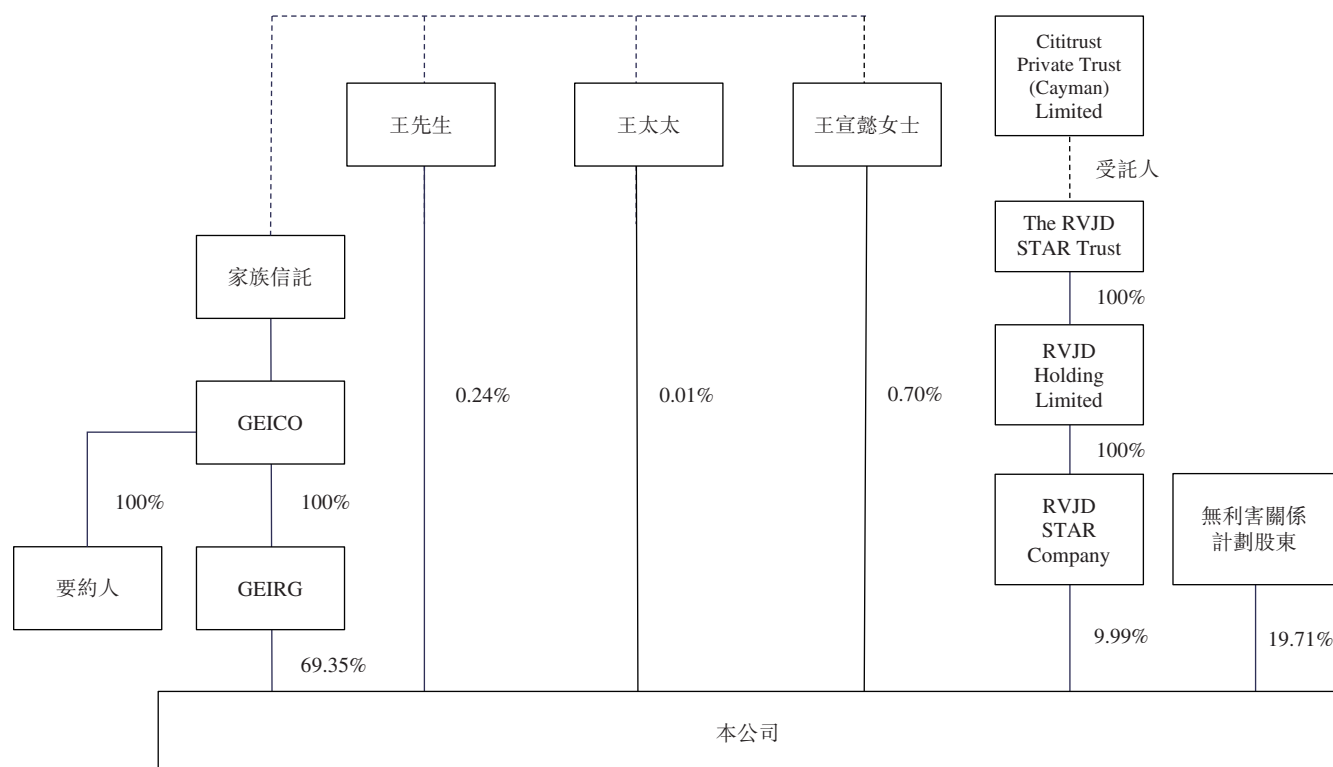 Cititrust
Private Trust
(Cayman)
Limited
王先生
王太太
王宣懿女士
受託人
The RVJD
STAR Trust
家族信託
100%
RVJD
Holding
Limited
GEICO
0.24%
0.01%
0.70%
100%
100%
100%
RVJD
STAR
Company
無利害關係
計劃股東
要約人
GEIRG
69.35%
9.99%
19.71%
本公司